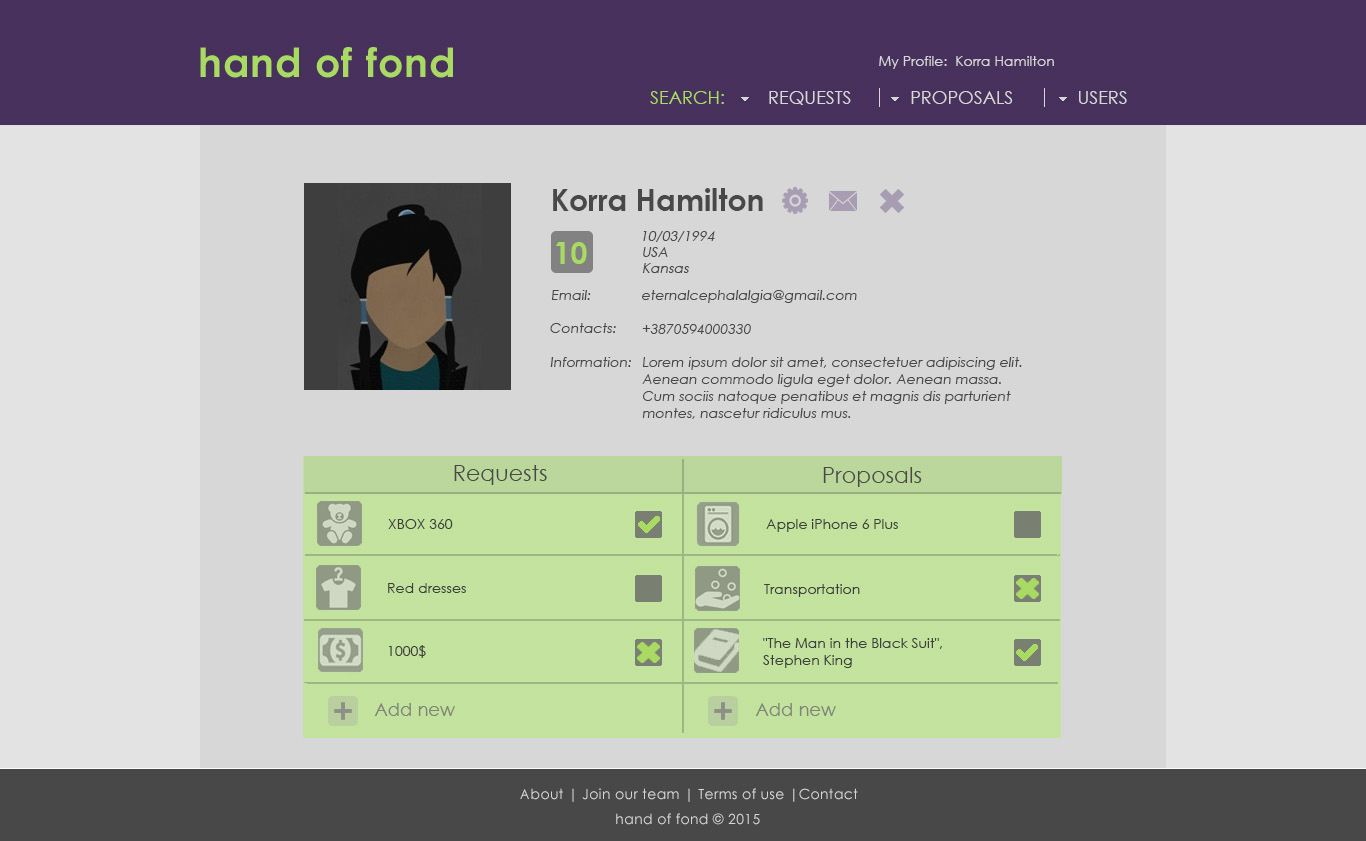 hand of fond
My Profile: Korra Hamilton
SEARCH: REQUESTS PROPOSALS USERS
Korra Hamilton
10
10/03/1994
USA
Kansas
Email: eternalcephalalgia@gmail.com
Contacts: +3870594000330
Information: Lorem ipsum dolor sit amet, consectetuer adipiscing elit.
Aenean commodo ligula eget dolor. Aenean massa.
Cum sociis natoque penatibus et magnis dis parturient
montes, nascetur ridiculus mus.
Requests
XBOX 360
Red dresses
1000$
Add new
Proposals
Apple iPhone 6 Plus
Transportation
"The Man in the Black Suit",
Stephen King
Add new
About | Join our team | Terms of use |Contact
hand of fond © 2015